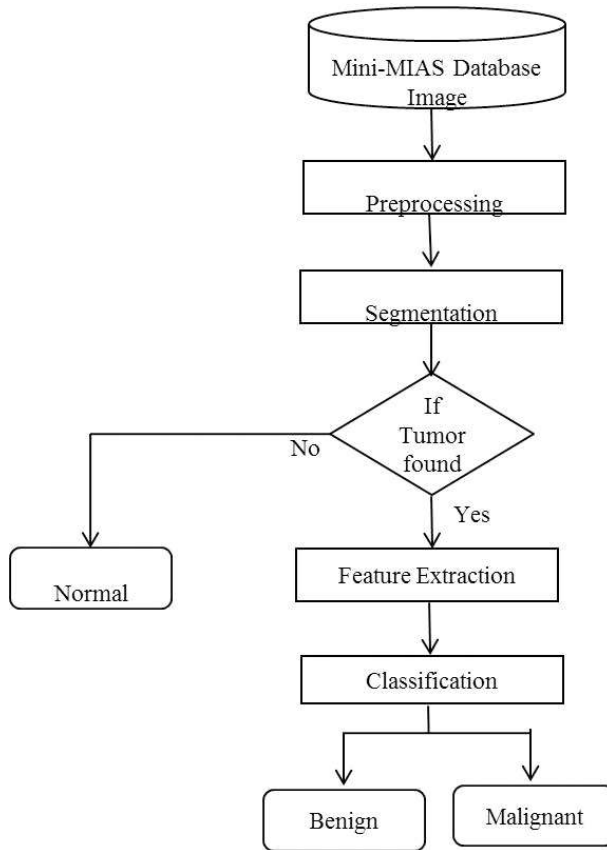 Mini-MIAS Database
Image
Preprocessing
Segmentation
If
Tumor
found
No
Yes
Normal
Feature Extraction
Classification
Benign
Malignant